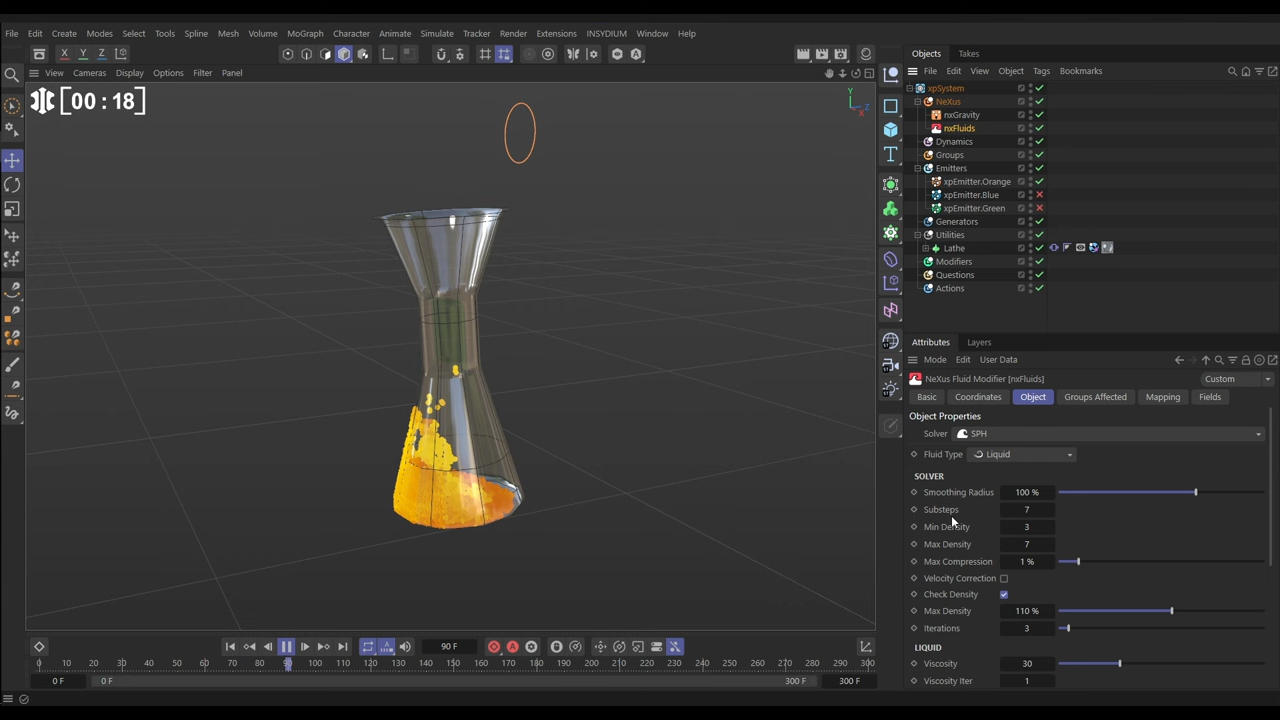 File Edit Create Modes Select Tools Spline Mesh Volume MoGraph Character Animate Simulate Tracker Render Extensions INSYDIUM Window Help
X Y Z
View Cameras Display Options Filter Panel
[00 : 18]
Y
Z
X
Objects Takes
File Edit View Object Tags Bookmarks
xpSystem
NeXus
nxGravity
nxFluids
Dynamics
Groups
Emitters
xpEmitter.Orange
xpEmitter.Blue
xpEmitter.Green
Generators
Utilities
Lathe
Modifiers
Questions
Actions
Attributes Layers
Mode Edit User Data
NeXus Fluid Modifier [nxFluids] Custom
Basic Coordinates Object Groups Affected Mapping Fields
Object Properties
Solver SPH
Fluid Type Liquid
SOLVER
Smoothing Radius 100 %
Substeps 7
Min Density 3
Max Density 7
Max Compression 1 %
Velocity Correction
Check Density
Max Density 110 %
Iterations 3
LIQUID
Viscosity 30
Viscosity Iter 1
90 F
0 10 20 30 40 50 60 70 80 90 100 110 120 130 140 150 160 170 180 190 200 210 220 230 240 250 260 270 280 290 300
0 F 0 F 300 F 300 F